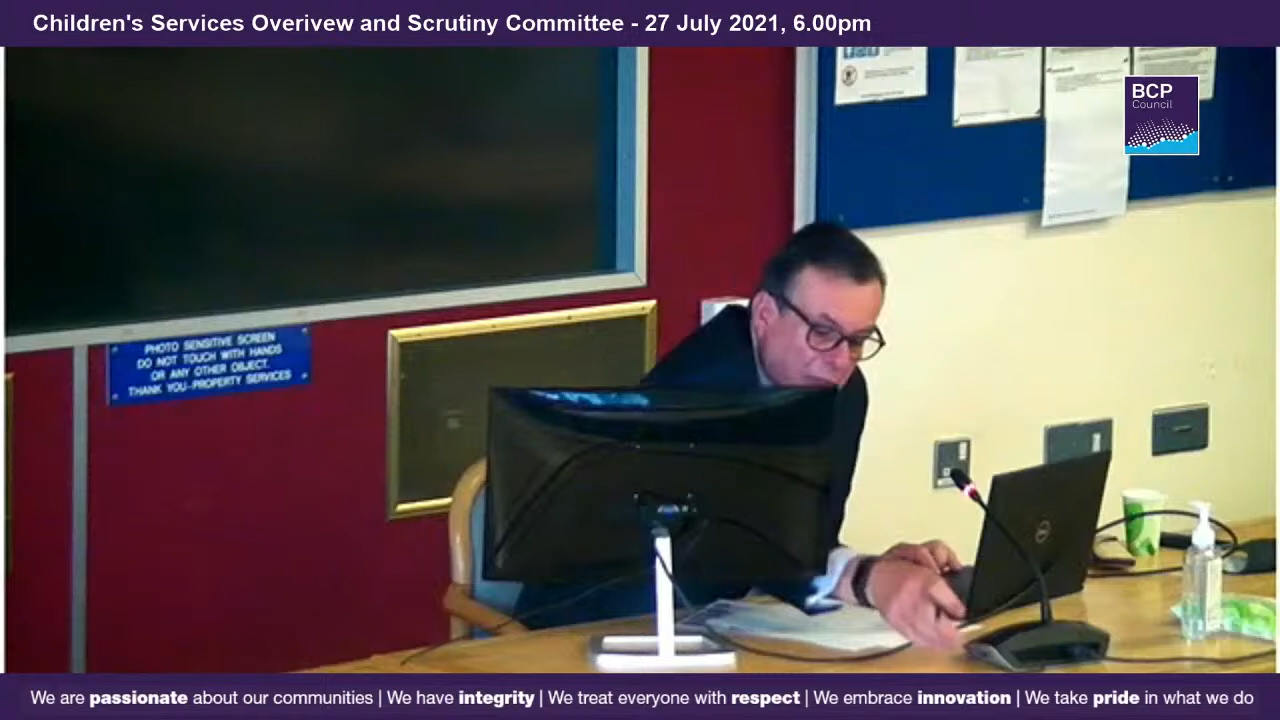 Children's Services Overivew and Scrutiny Committee - 27 July 2021, 6.00pm
BCP
Council
PHOTO SENSITIVE SCREEN
DO NOT TOUCH WITH HANDS
OR ANY OTHER OBJECT.
THANK YOU-PROPERTY SERVICES
DELL
We are passionate about our communities | We have integrity | We treat everyone with respect | We embrace innovation | We take pride in what we do